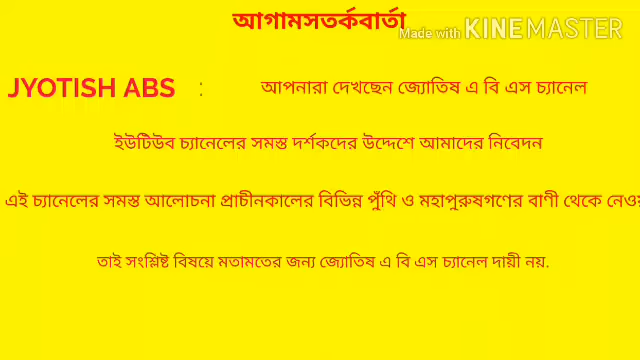 আগামসতর্কবার্তা
Made with KINEMASTER
JYOTISH ABS : আপনারা দেখছেন জ্যোতিষ এ বি এস চ্যানেল
ইউটিউব চ্যানেলের সমস্ত দর্শকদের উদ্দেশে আমাদের নিবেদন
এই চ্যানেলের সমস্ত আলোচনা প্রাচীনকালের বিভিন্ন পুঁথি ও মহাপুরুষগণের বাণী থেকে
তাই সংশ্লিষ্ট বিষয়ে মতামতের জন্য জ্যোতিষ এ বি এস চ্যানেল দায়ী নয়.